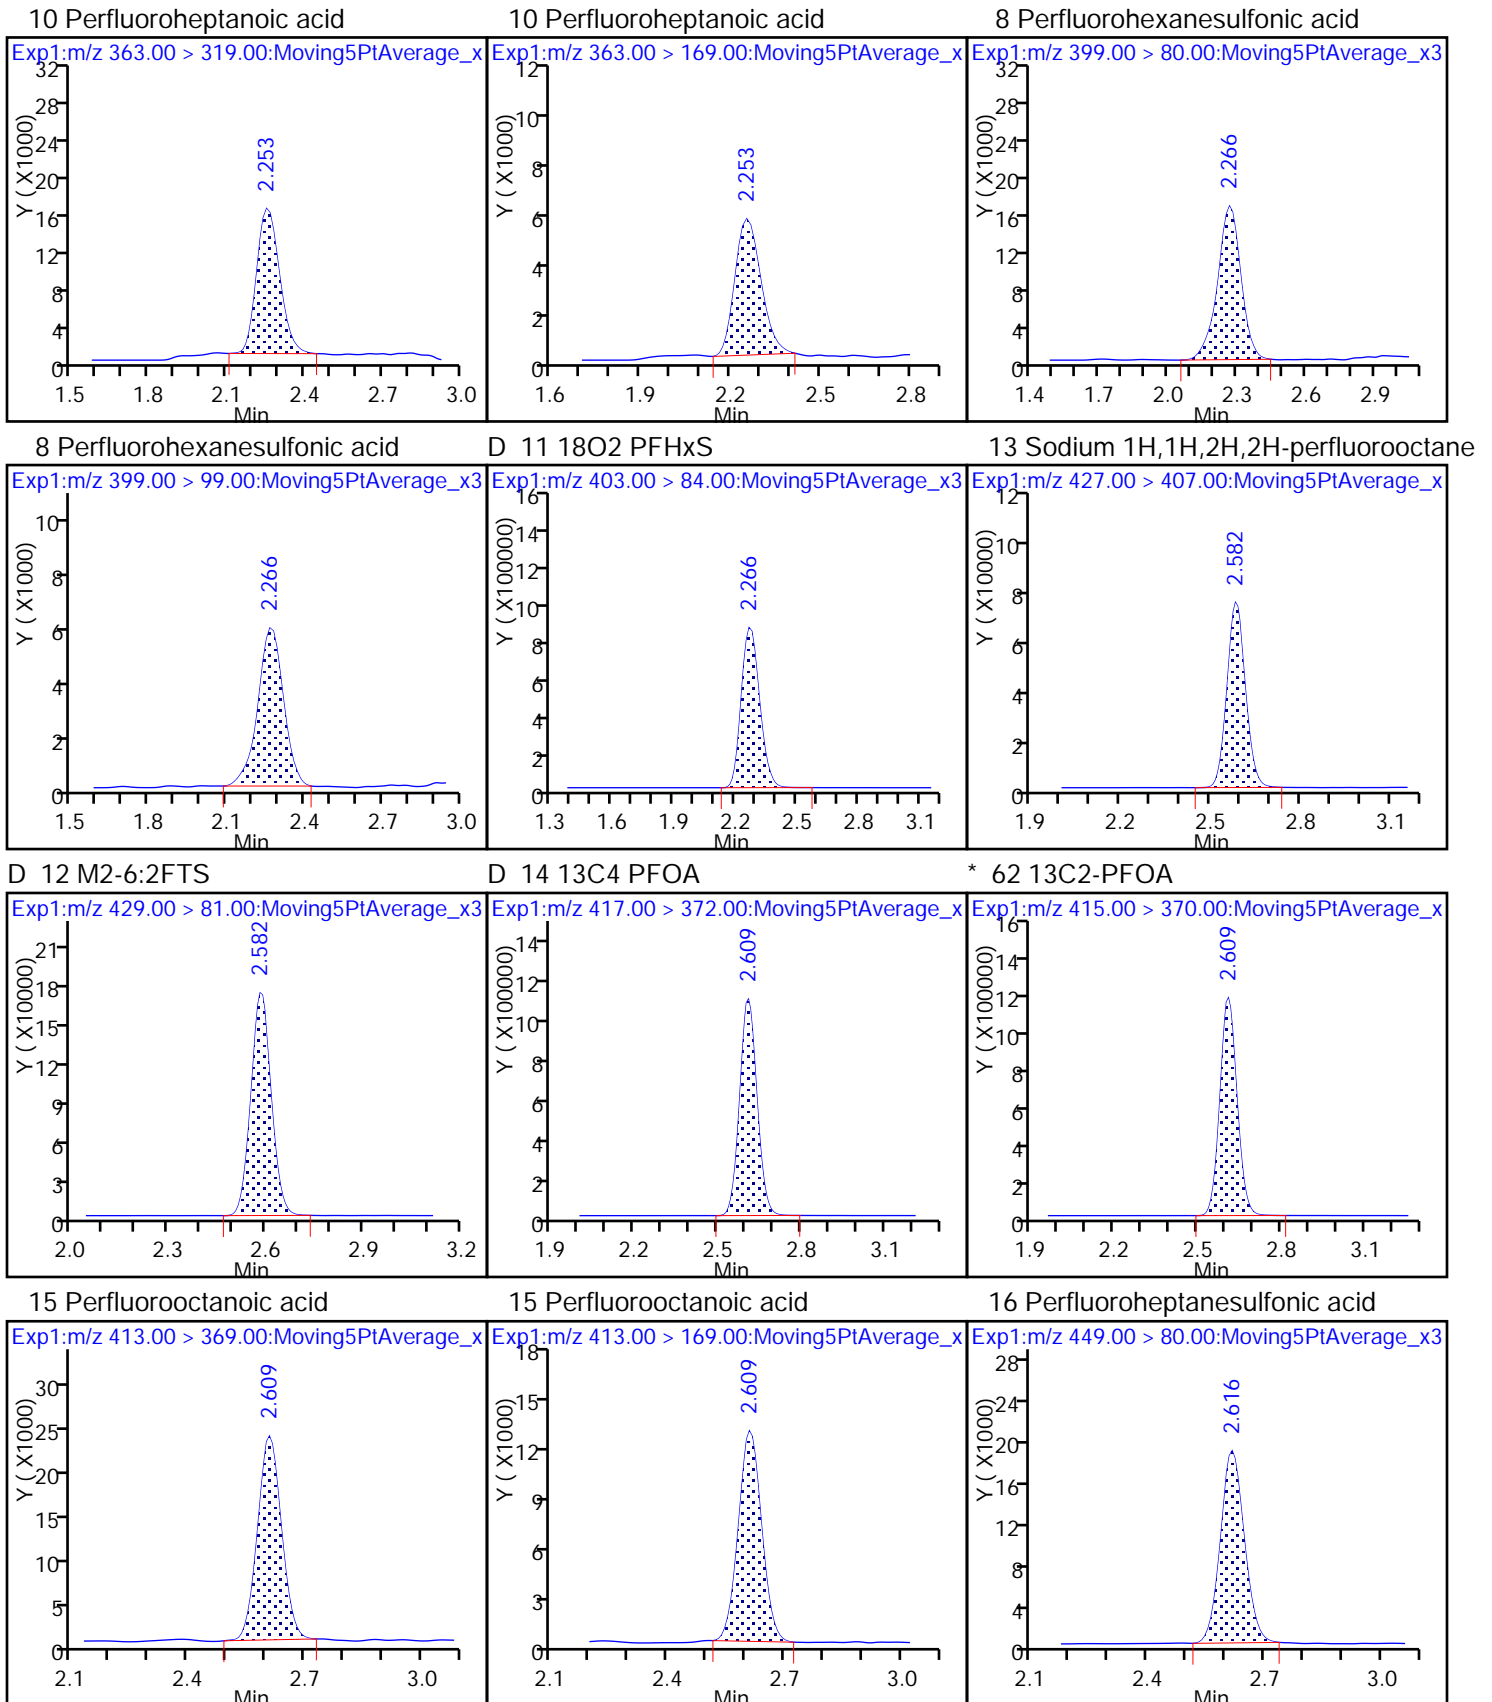 10 Perfluoroheptanoic acid
Exp1:m/z 363.00 > 319.00:Moving5PtAverage_x
Y ( X1000)
32
28
24
20
16
12
8
4
0
2.253
1.5 1.8 2.1 2.4 2.7 3.0
Min
10 Perfluoroheptanoic acid
Exp1:m/z 363.00 > 169.00:Moving5PtAverage_x
Y ( X1000)
12
10
8
6
4
2
0
2.253
1.6 1.9 2.2 2.5 2.8
Min
8 Perfluorohexanesulfonic acid
Exp1:m/z 399.00 > 80.00:Moving5PtAverage_x3
Y ( X1000)
32
28
24
20
16
12
8
4
0
2.266
1.4 1.7 2.0 2.3 2.6 2.9
Min
8 Perfluorohexanesulfonic acid
Exp1:m/z 399.00 > 99.00:Moving5PtAverage_x3
Y ( X1000)
10
8
6
4
2
0
2.266
1.5 1.8 2.1 2.4 2.7 3.0
Min
D 11 18O2 PFHxS
Exp1:m/z 403.00 > 84.00:Moving5PtAverage_x3
Y ( X100000)
16
14
12
10
8
6
4
2
0
2.266
1.3 1.6 1.9 2.2 2.5 2.8 3.1
Min
13 Sodium 1H,1H,2H,2H-perfluorooctane
Exp1:m/z 427.00 > 407.00:Moving5PtAverage_x
Y ( X10000)
12
10
8
6
4
2
0
2.582
1.9 2.2 2.5 2.8 3.1
Min
D 12 M2-6:2FTS
Exp1:m/z 429.00 > 81.00:Moving5PtAverage_x3
Y ( X10000)
21
18
15
12
9
6
3
0
2.582
2.0 2.3 2.6 2.9 3.2
Min
D 14 13C4 PFOA
Exp1:m/z 417.00 > 372.00:Moving5PtAverage_x
Y ( X100000)
14
12
10
8
6
4
2
0
2.609
1.9 2.2 2.5 2.8 3.1
Min
* 62 13C2-PFOA
Exp1:m/z 415.00 > 370.00:Moving5PtAverage_x
Y ( X100000)
16
14
12
10
8
6
4
2
0
2.609
1.9 2.2 2.5 2.8 3.1
Min
15 Perfluorooctanoic acid
Exp1:m/z 413.00 > 369.00:Moving5PtAverage_x
Y ( X1000)
30
25
20
15
10
5
0
2.609
2.1 2.4 2.7 3.0
Min
15 Perfluorooctanoic acid
Exp1:m/z 413.00 > 169.00:Moving5PtAverage_x
Y ( X1000)
18
15
12
9
6
3
0
2.609
2.1 2.4 2.7 3.0
Min
16 Perfluoroheptanesulfonic acid
Exp1:m/z 449.00 > 80.00:Moving5PtAverage_x3
Y ( X1000)
28
24
20
16
12
8
4
0
2.616
2.1 2.4 2.7 3.0
Min